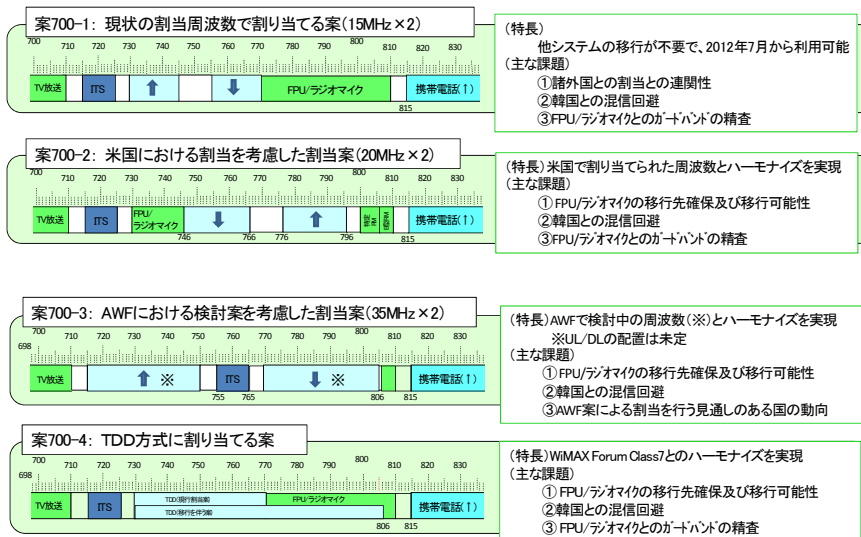 案700-1: 現状の割当周波数で割り当てる案(15MHz×2)
700 710 720 730 740 750 760 770 780 790 800 810 820 830
TV放送 ITS ↑ ↓ FPU/ラジオマイク 携帯電話(↑)
815
(特長)
他システムの移行が不要で、2012年7月から利用可能
(主な課題)
①諸外国との割当との連関性
②韓国との混信回避
③FPU/ラジオマイクとのガードバンドの精査
案700-2: 米国における割当を考慮した割当案(20MHz×2)
700 710 720 730 740 750 760 770 780 790 800 810 820 830
TV放送 ITS FPU/
ラジオマイク ↓ ↑ 携帯電話(↑)
746 766 776 796 815
(特長)米国で割り当てられた周波数とハーモナイズを実現
(主な課題)
①FPU/ラジオマイクの移行先確保及び移行可能性
②韓国との混信回避
③FPU/ラジオマイクとのガードバンドの精査
案700-3: AWFにおける検討案を考慮した割当案(35MHz×2)
700 710 720 730 740 750 760 770 780 790 800 810 820 830
698
TV放送 ↑ ※ ITS ↓ ※ 携帯電話(↑)
755 765 806 815
(特長)AWFで検討中の周波数(※)とハーモナイズを実現
※UL/DLの配置は未定
(主な課題)
①FPU/ラジオマイクの移行先確保及び移行可能性
②韓国との混信回避
③AWF案による割当を行う見通しのある国の動向
案700-4: TDD方式に割り当てる案
700 710 720 730 740 750 760 770 780 790 800 810 820 830
698
TV放送 ITS TDD(現行割当案) FPU/ラジオマイク 携帯電話(↑)
TDD(移行を伴う案)
806 815
(特長)WiMAX Forum Class7とのハーモナイズを実現
(主な課題)
①FPU/ラジオマイクの移行先確保及び移行可能性
②韓国との混信回避
③FPU/ラジオマイクとのガードバンドの精査